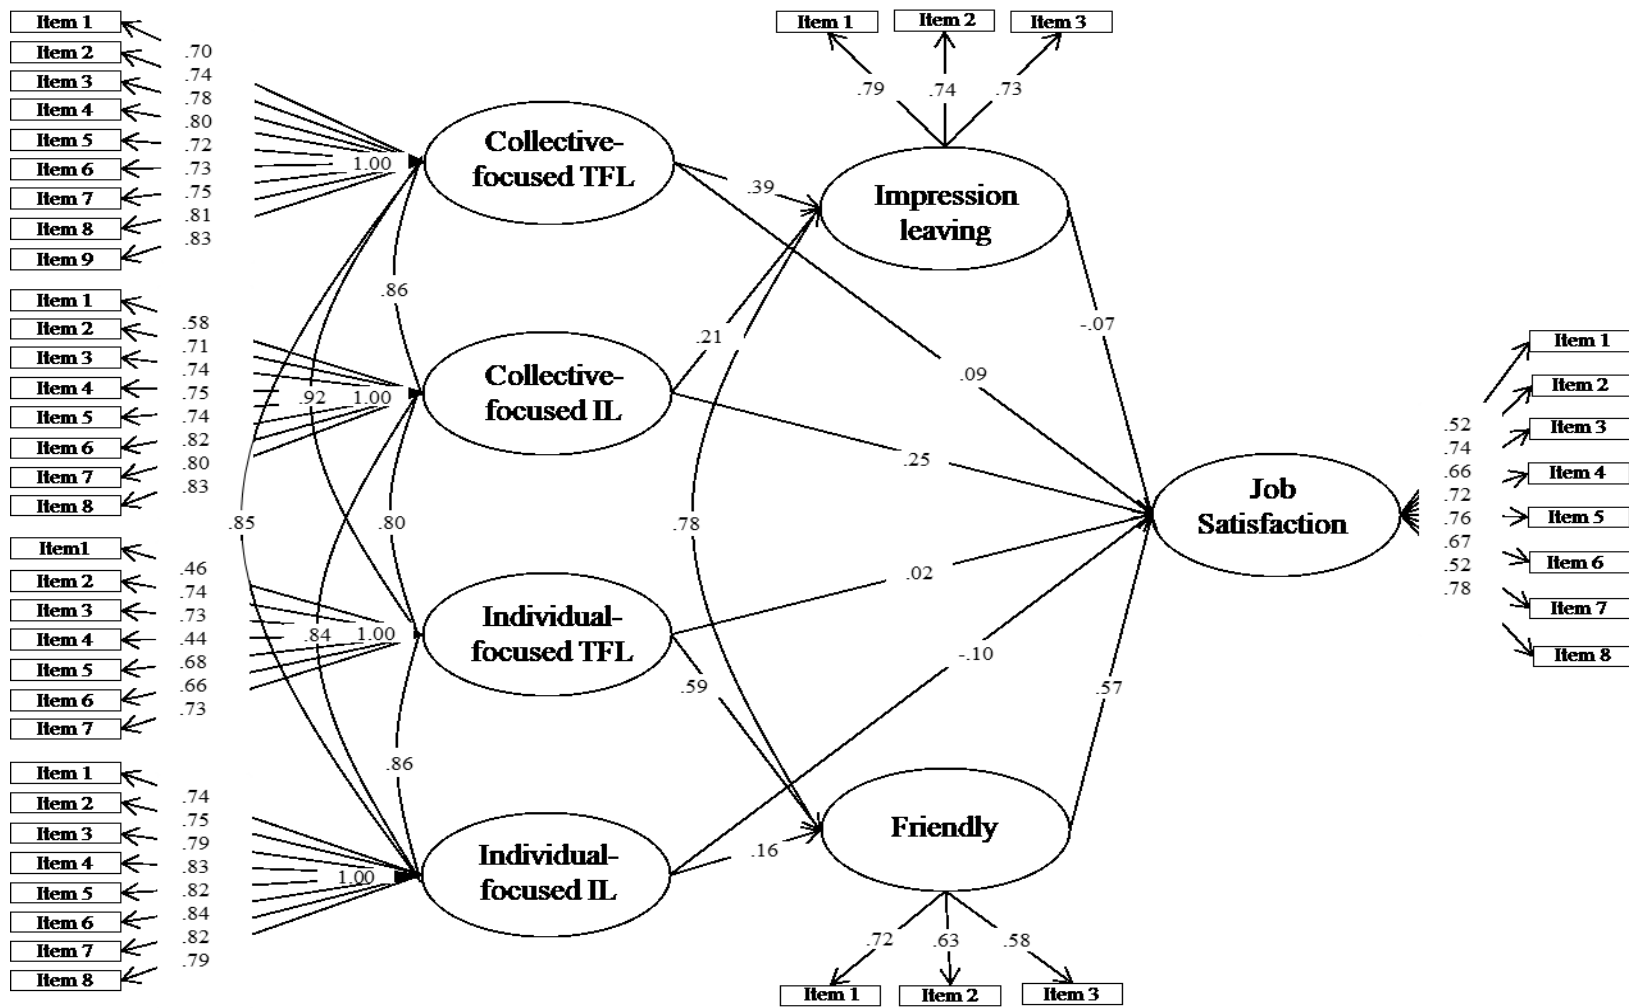 Item 1
Item 2
Item 3
Item 4
Item 5
Item 6
Item 7
Item 8
Item 9
.70
.74
.78
.80
.72
.73
.75
.81
.83
1.00
Collective-
focused TFL
Item 1
Item 2
Item 3
Item 4
Item 5
Item 6
Item 7
Item 8
.58
.71
.74
.75
.74
.82
.80
.83
1.00
Collective-
focused IL
Item1
Item 2
Item 3
Item 4
Item 5
Item 6
Item 7
.46
.74
.73
.44
.68
.66
.73
1.00
Individual-
focused TFL
Item 1
Item 2
Item 3
Item 4
Item 5
Item 6
Item 7
Item 8
.74
.75
.79
.83
.82
.84
.82
.79
1.00
Individual-
focused IL
.86
.92
.85
.80
.84
.86
Item 1
Item 2
Item 3
.79
.74
.73
Impression
leaving
.39
.21
.78
.09
.25
.02
-.10
.59
.16
-.07
.57
Friendly
.72
.63
.58
Item 1
Item 2
Item 3
Job
Satisfaction
.52
.74
.66
.72
.76
.67
.52
.78
Item 1
Item 2
Item 3
Item 4
Item 5
Item 6
Item 7
Item 8